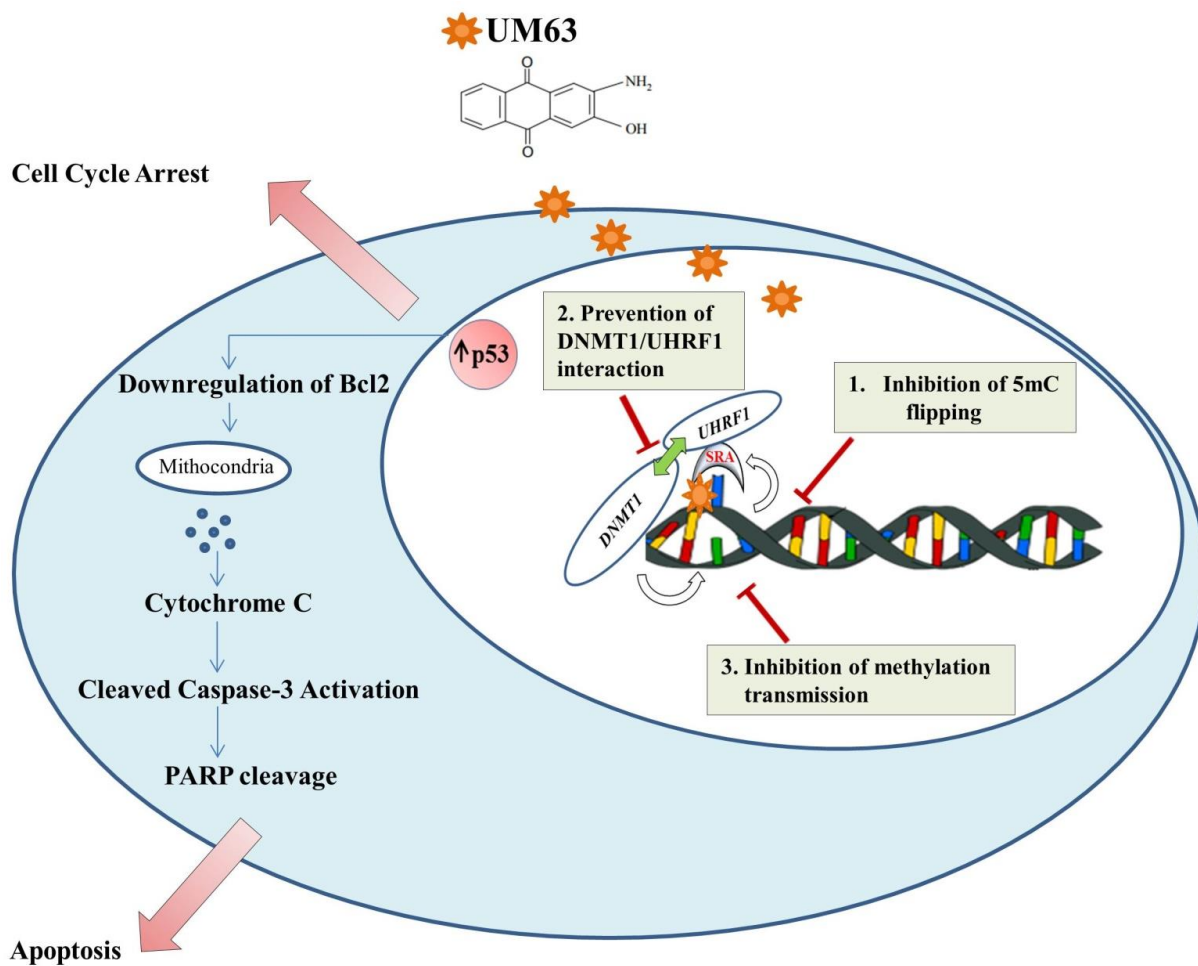 UM63
O
NH2
OH
O
Cell Cycle Arrest
2. Prevention of
DNMT1/UHRF1
interaction
↑p53
1. Inhibition of 5mC
flipping
Downregulation of Bcl2
UHRF1
SRA
Mithocondria
DNMT1
Cytochrome C
3. Inhibition of methylation
transmission
Cleaved Caspase-3 Activation
PARP cleavage
Apoptosis